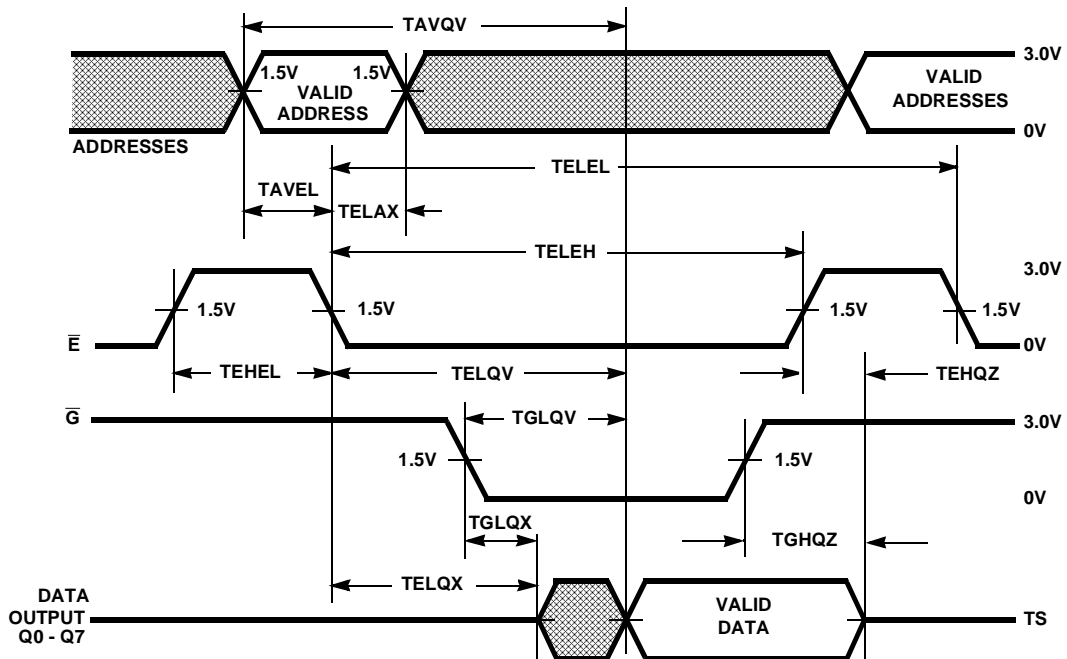 TAVQV
3.0V
1.5V
1.5V
VALID
ADDRESS
VALID
ADDRESSES
0V
ADDRESSES
TELEL
TAVEL
TELAX
TELEH
3.0V
1.5V
1.5V
1.5V
1.5V
E̅
0V
TEHEL
TELQV
TEHQZ
G̅
TGLQV
3.0V
1.5V
1.5V
0V
TGLQX
TGHQZ
TELQX
DATA
OUTPUT
Q0 - Q7
VALID
DATA
TS